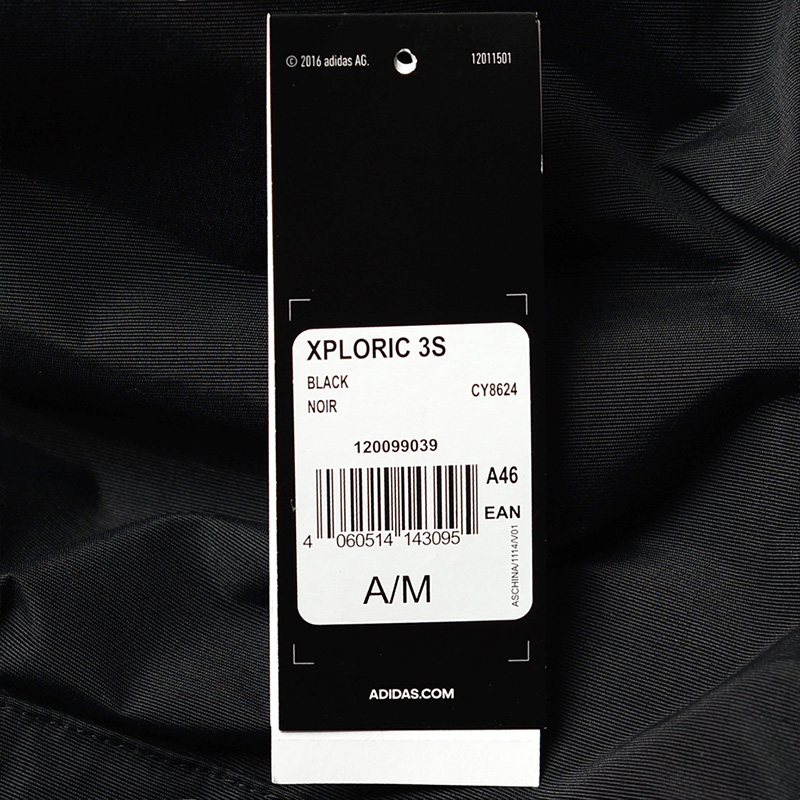 © 2016 adidas AG.
12011501
XPLORIC 3S
BLACK
NOIR
CY8624
120099039
A46
EAN
4 060514 143095
A/M
ASCHINA/1114/V01
ADIDAS.COM